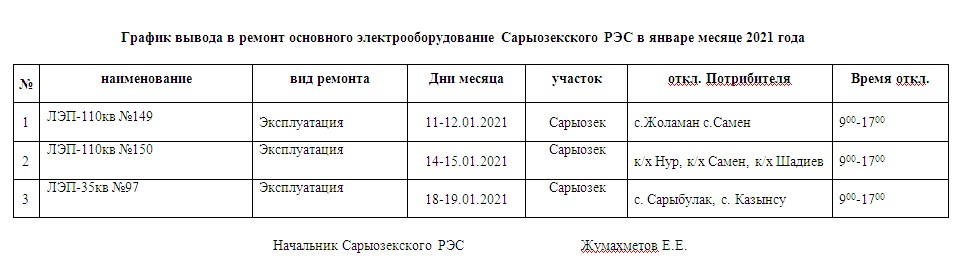 График вывода в ремонт основного электрооборудование Сарыозекского РЭС в январе месяце 2021 года
№ наименование вид ремонта Дни месяца участок откл. Потребителя Время откл.
1 ЛЭП-110кв №149 Эксплуатация 11-12.01.2021 Сарыозек с.Жоламан с.Самен 9⁰⁰-17⁰⁰
2 ЛЭП-110кв №150 Эксплуатация 14-15.01.2021 Сарыозек к/х Нур, к/х Самен, к/х Шадиев 9⁰⁰-17⁰⁰
3 ЛЭП-35кв №97 Эксплуатация 18-19.01.2021 Сарыозек с. Сарыбулак, с. Казынсу 9⁰⁰-17⁰⁰
Начальник Сарыозекского РЭС Жумахметов Е.Е.